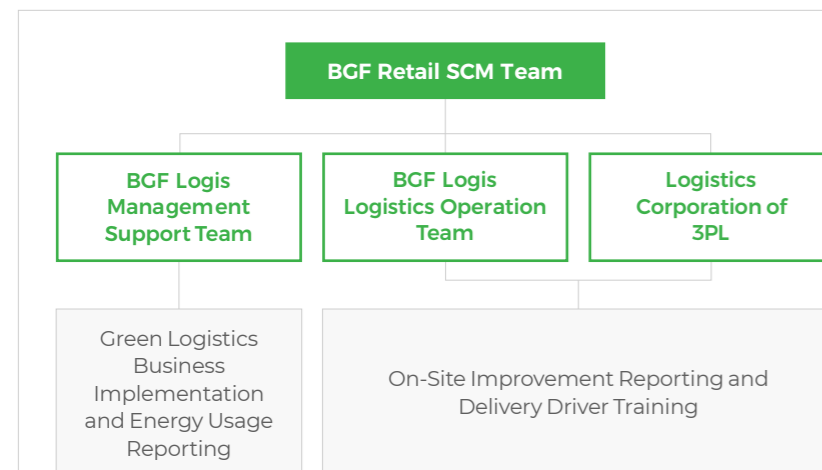 BGF Retail SCM Team
BGF Logis
Management
Support Team
BGF Logis
Logistics Operation
Team
Logistics
Corporation of
3PL
Green Logistics
Business
Implementation
and Energy Usage
Reporting
On-Site Improvement Reporting and
Delivery Driver Training